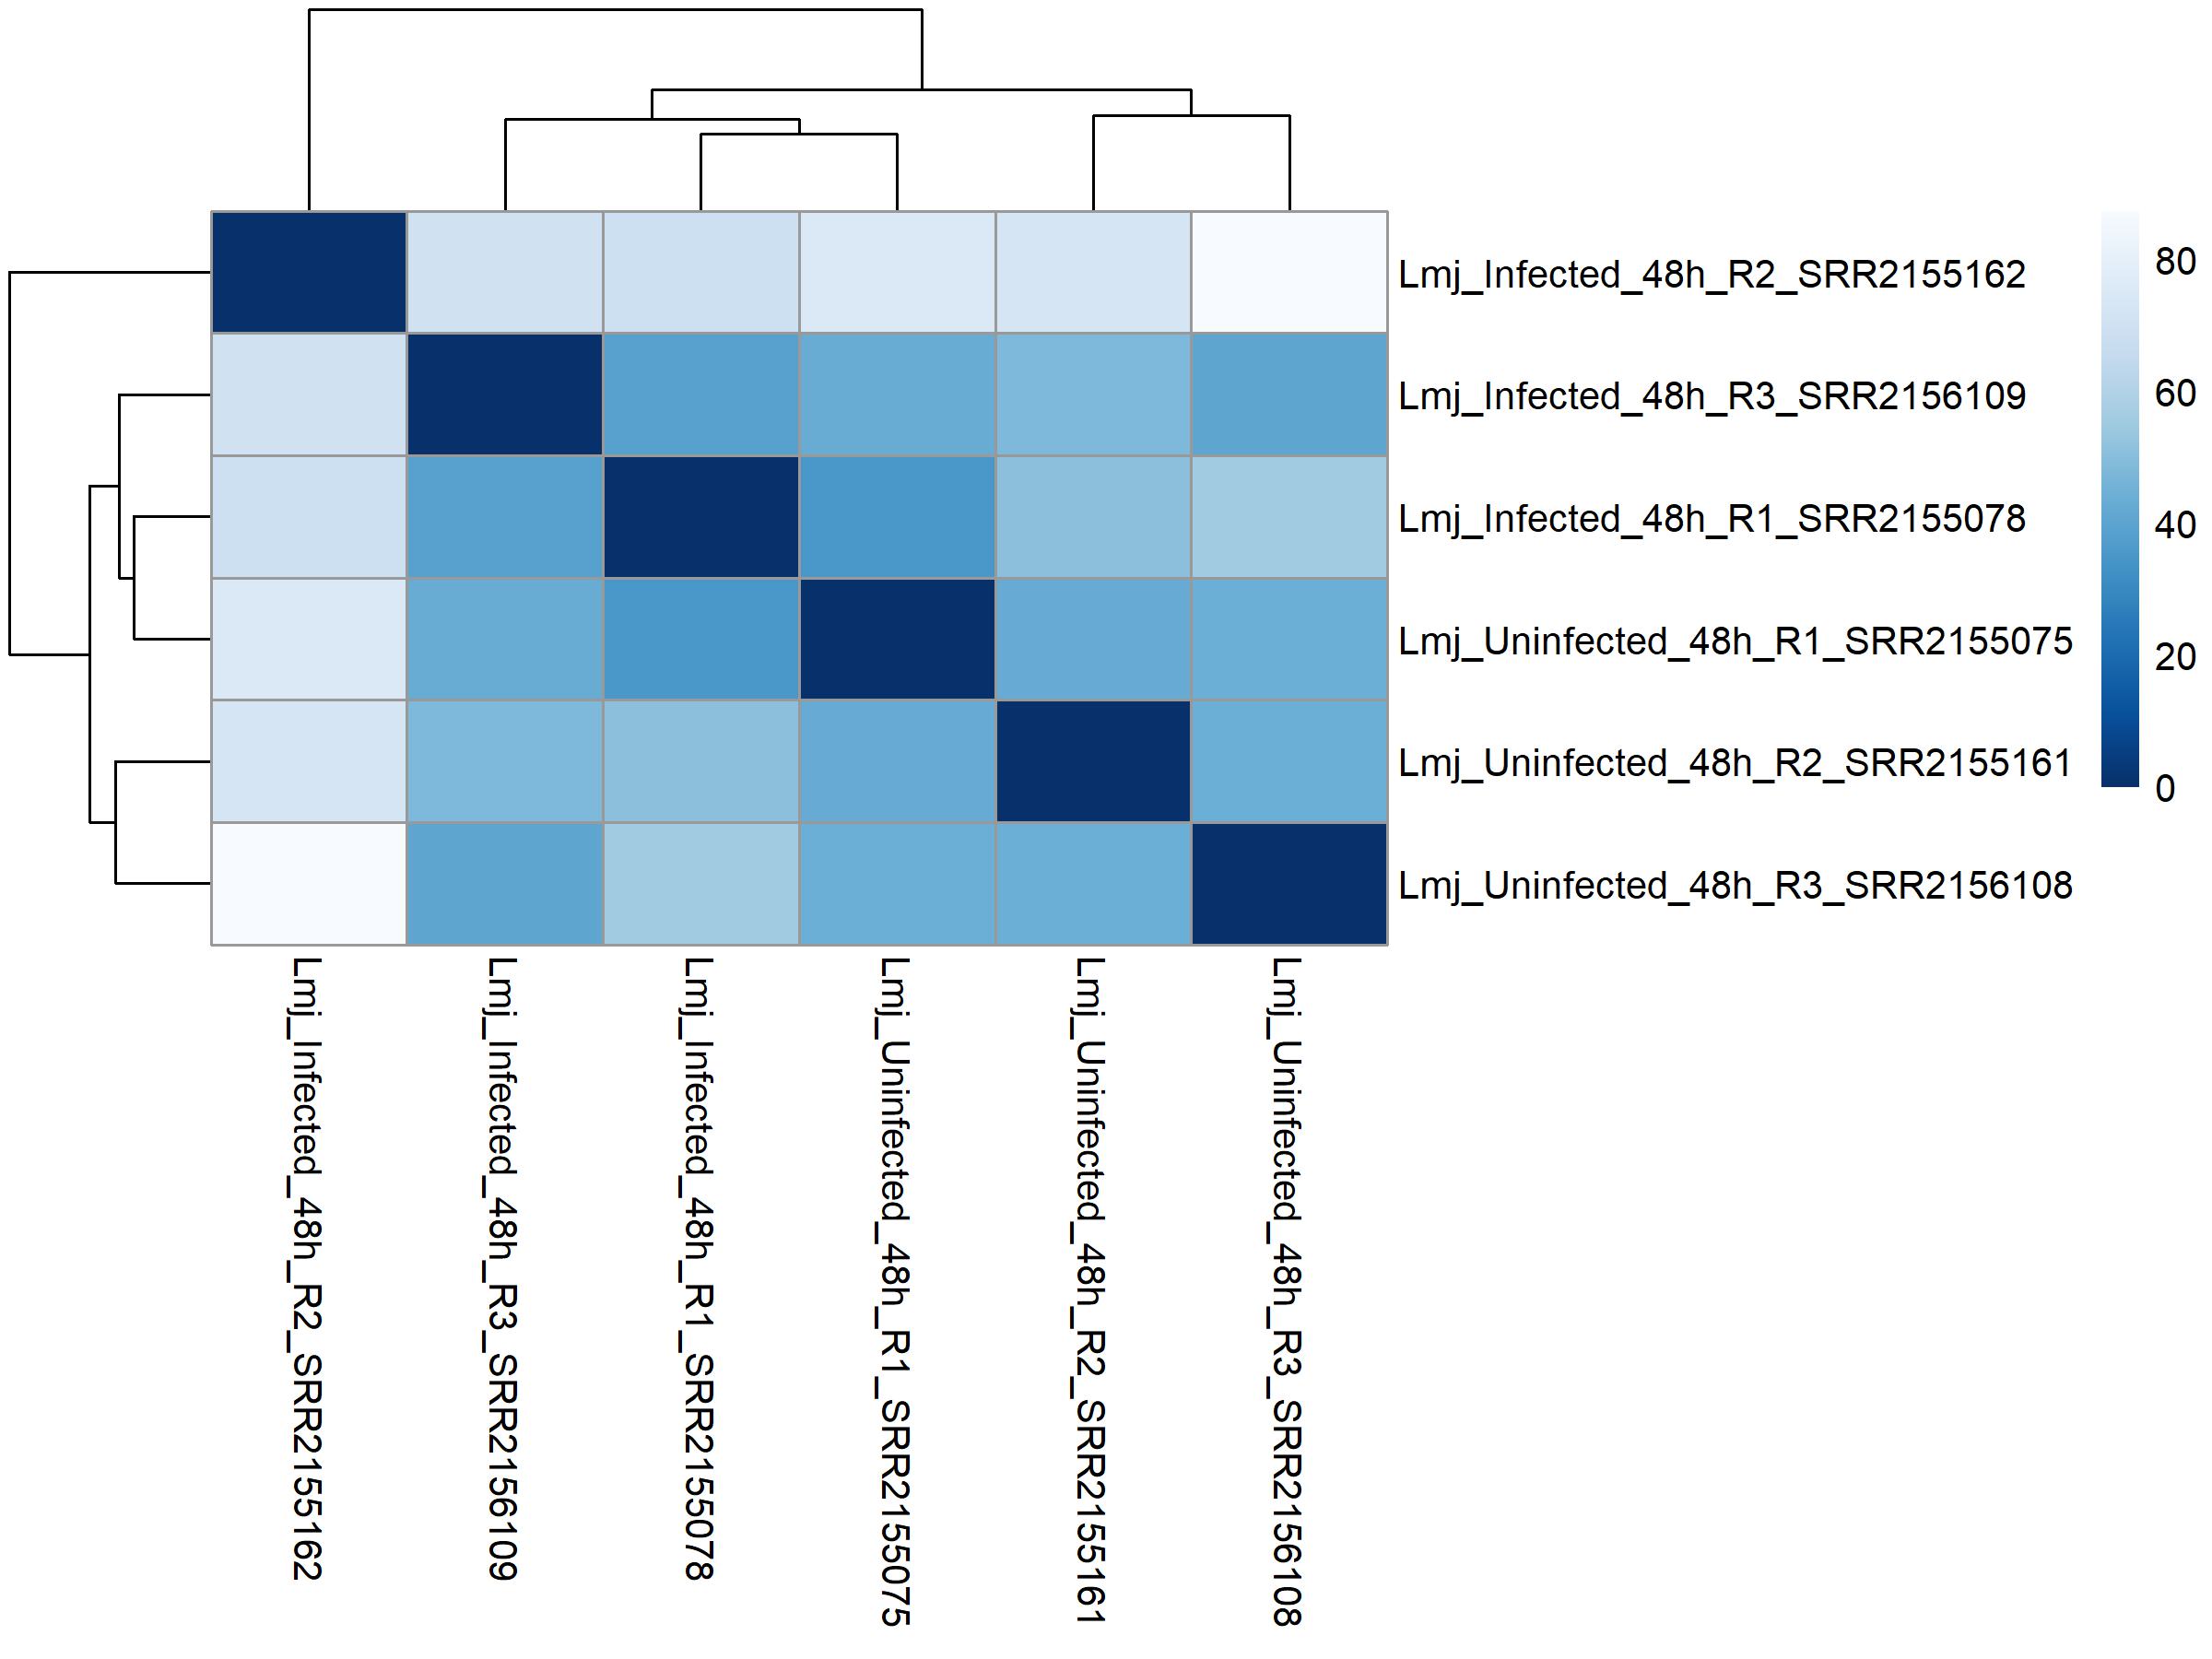 Lmj_Infected_48h_R2_SRR2155162
Lmj_Infected_48h_R3_SRR2156109
Lmj_Infected_48h_R1_SRR2155078
Lmj_Uninfected_48h_R1_SRR2155075
Lmj_Uninfected_48h_R2_SRR2155161
Lmj_Uninfected_48h_R3_SRR2156108
80
60
40
20
0
Lmj_Infected_48h_R2_SRR2155162
Lmj_Infected_48h_R3_SRR2156109
Lmj_Infected_48h_R1_SRR2155078
Lmj_Uninfected_48h_R1_SRR2155075
Lmj_Uninfected_48h_R2_SRR2155161
Lmj_Uninfected_48h_R3_SRR2156108